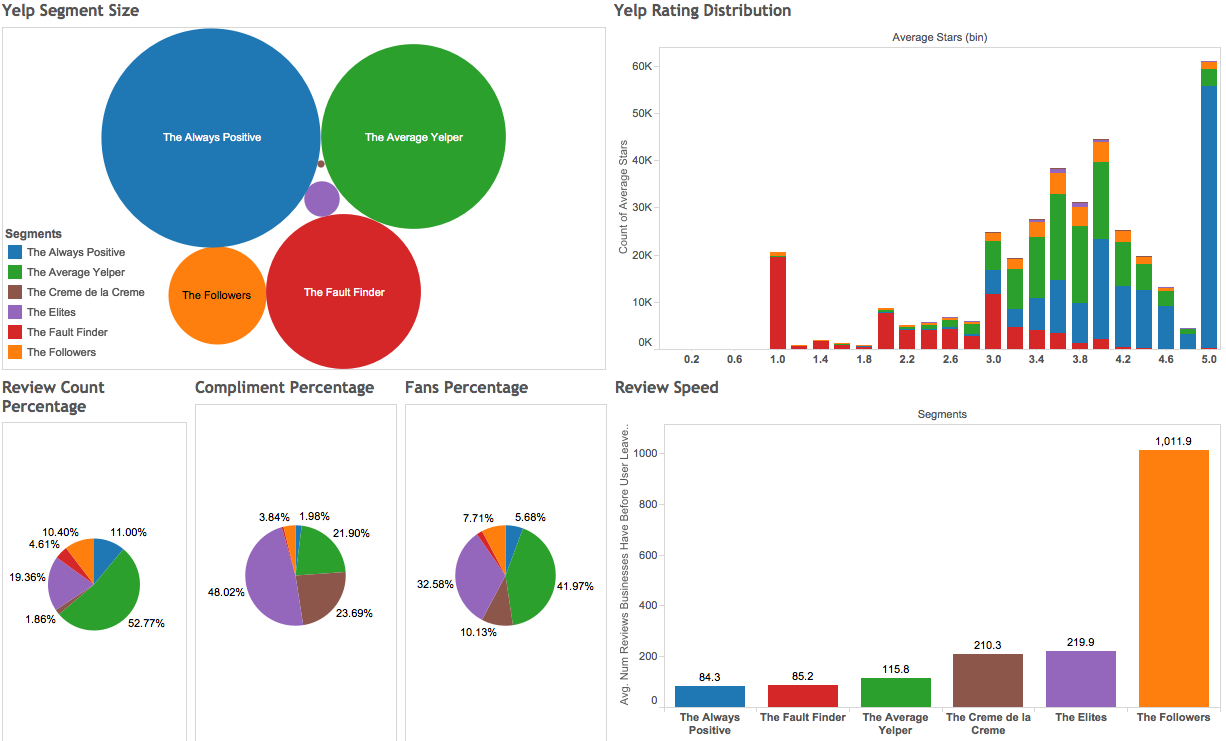 Yelp Segment Size
The Always Positive
The Average Yelper
The Followers
The Fault Finder
Segments
The Always Positive
The Average Yelper
The Creme de la Creme
The Elites
The Fault Finder
The Followers
Yelp Rating Distribution
Average Stars (bin)
Count of Average Stars
60K
50K
40K
30K
20K
10K
0K
0.2 0.6 1.0 1.4 1.8 2.2 2.6 3.0 3.4 3.8 4.2 4.6 5.0
Review Count
Percentage
10.40%
11.00%
4.61%
19.36%
1.86%
52.77%
Compliment Percentage
3.84%
1.98%
21.90%
48.02%
23.69%
Fans Percentage
7.71%
5.68%
32.58%
41.97%
10.13%
Review Speed
Segments
Avg. Num Reviews Businesses Have Before User Leave..
1000
800
600
400
200
0
84.3
85.2
115.8
210.3
219.9
1,011.9
The Always
Positive
The Fault Finder
The Average
Yelper
The Creme de la
Creme
The Elites
The Followers